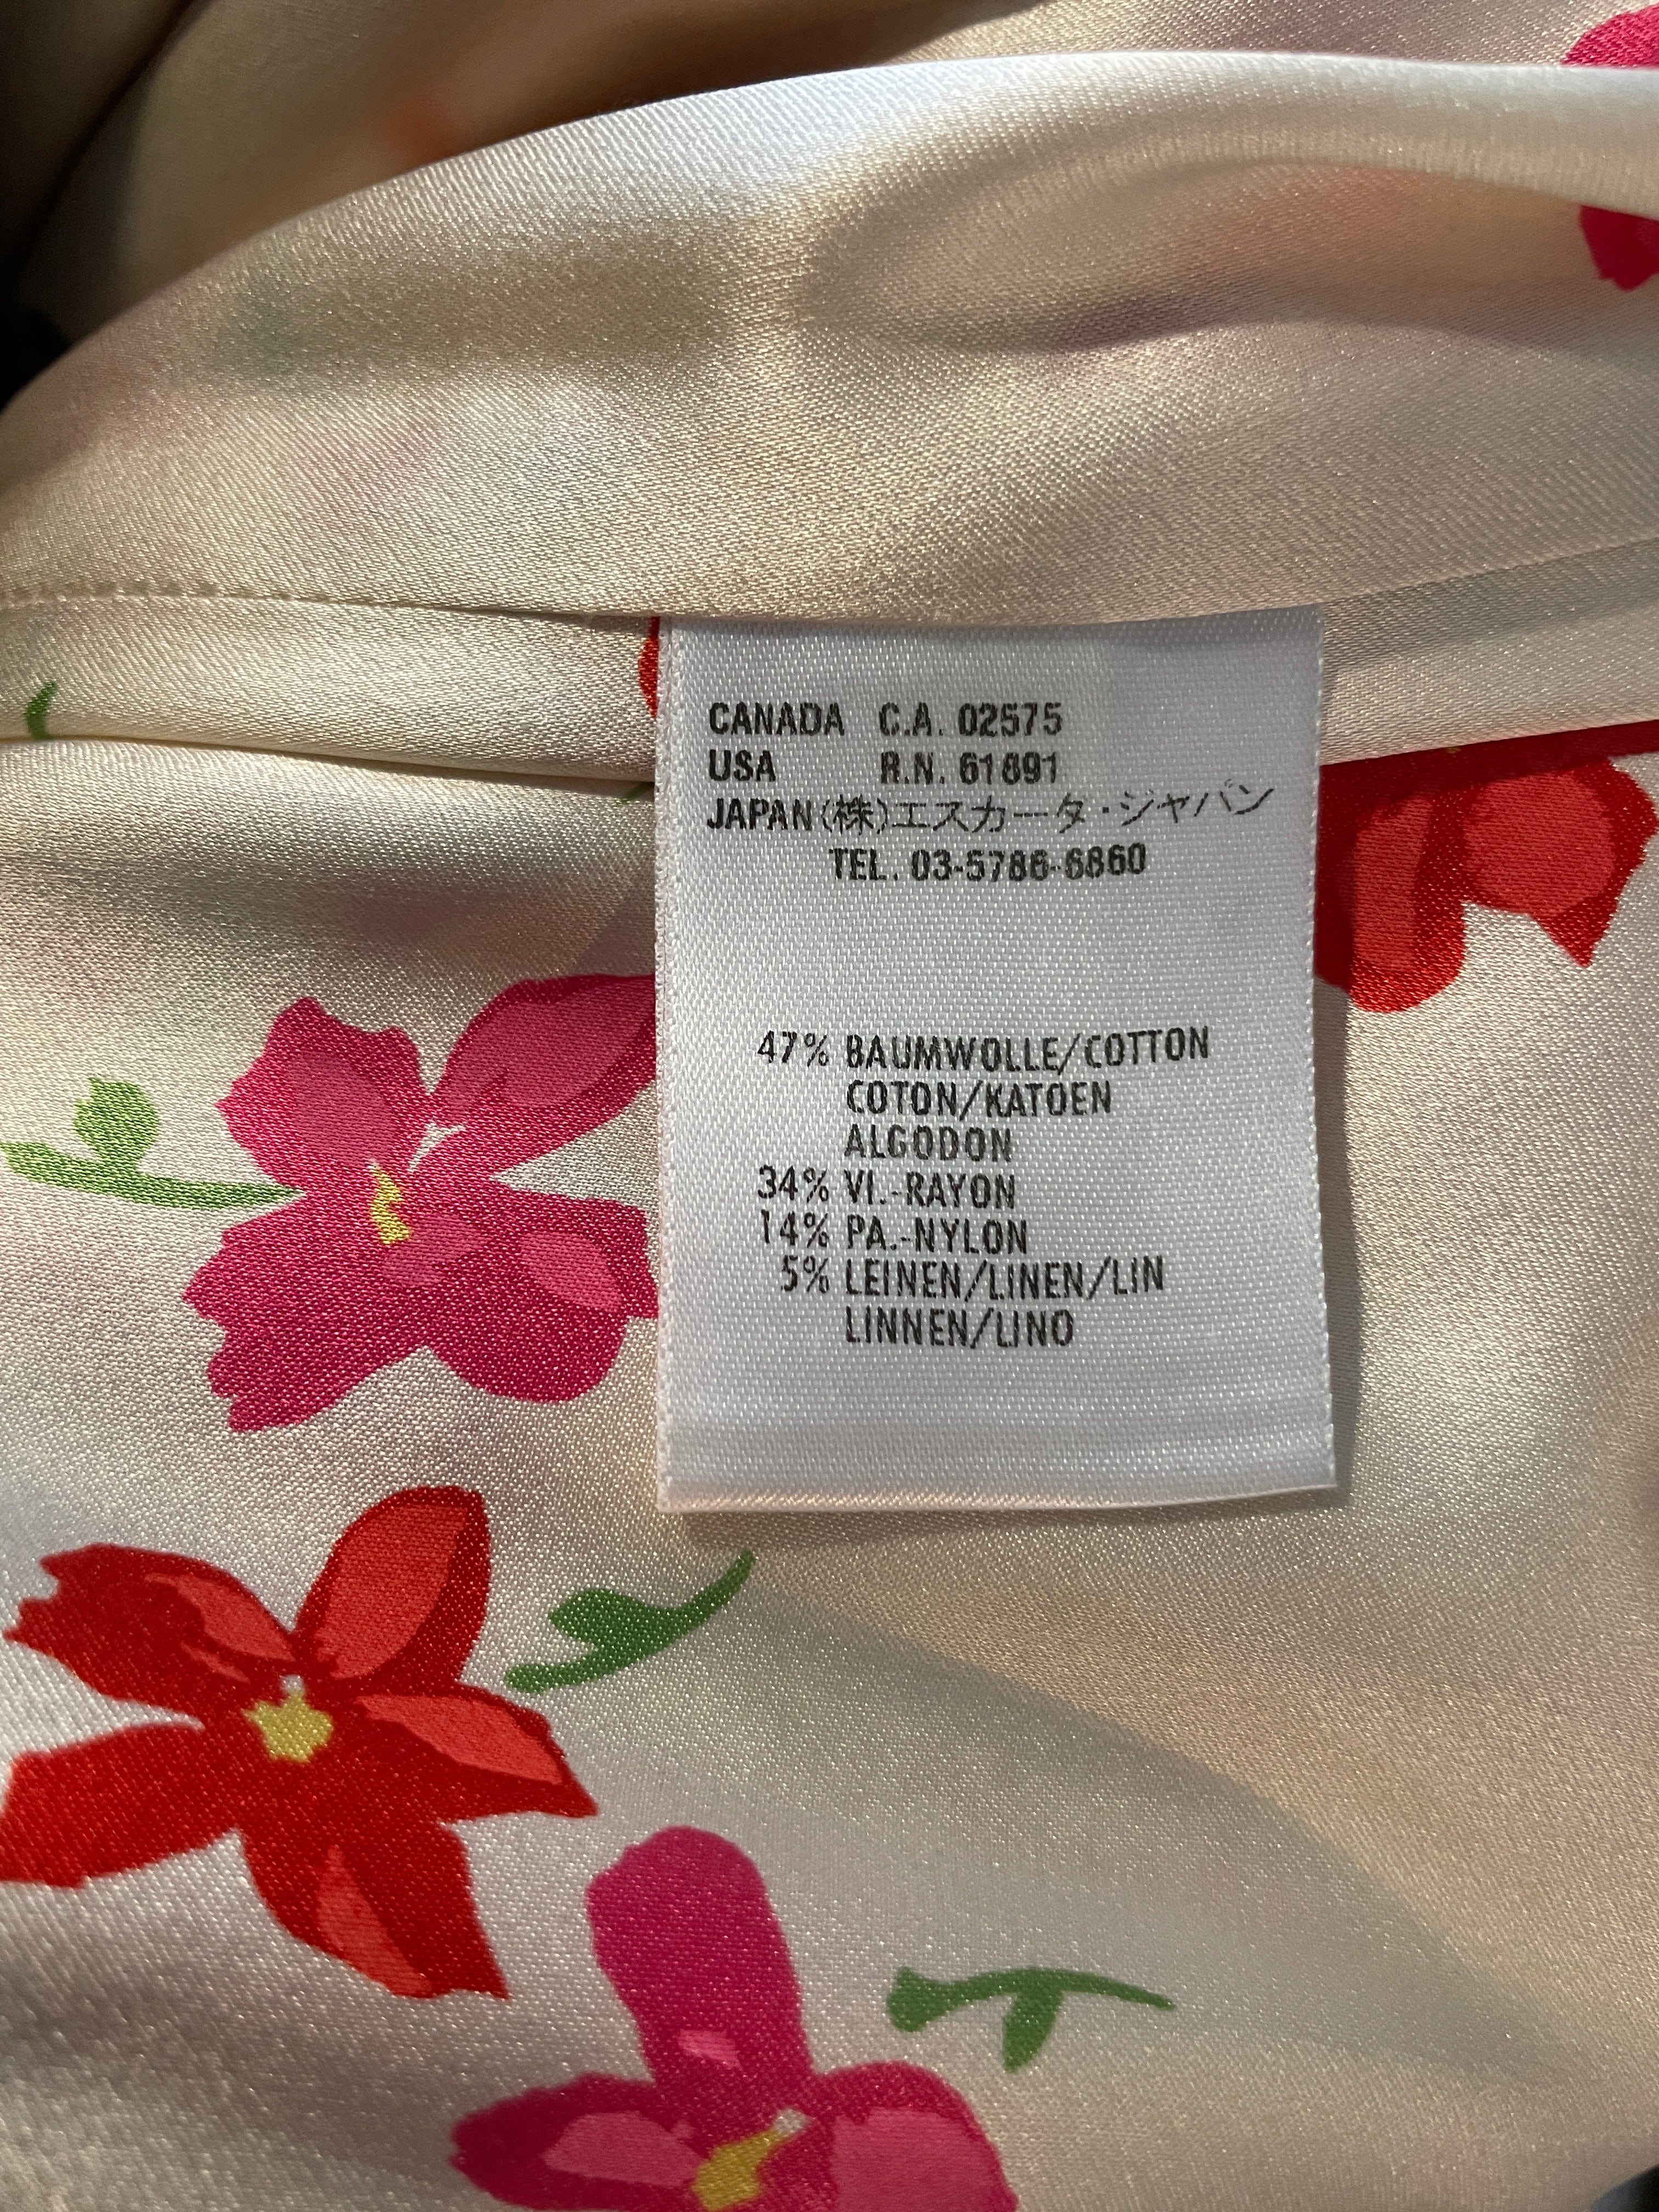 CANADA C.A. 02575
USA R.N. 61891
JAPAN (株)エスカーダ・ジャパン
TEL. 03-5786-6860
47% BAUMWOLLE/COTTON
COTON/KATOEN
ALGODON
34% VI.-RAYON
14% PA.-NYLON
5% LEINEN/LINEN/LIN
LINNEN/LINO